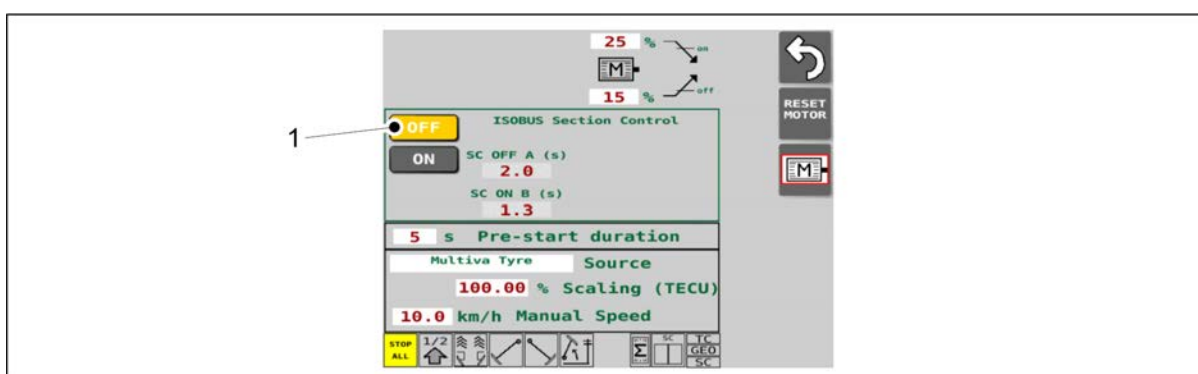 25 % on
M
15 % off
RESET
MOTOR
1
OFF
ISOBUS Section Control
ON
SC OFF A (s)
2.0
M
SC ON B (s)
1.3
5 s Pre-start duration
Multiva Tyre Source
100.00 % Scaling (TECU)
10.0 km/h Manual Speed
STOP
ALL
1/2
1
Σ
SC
TC
GEO
SC